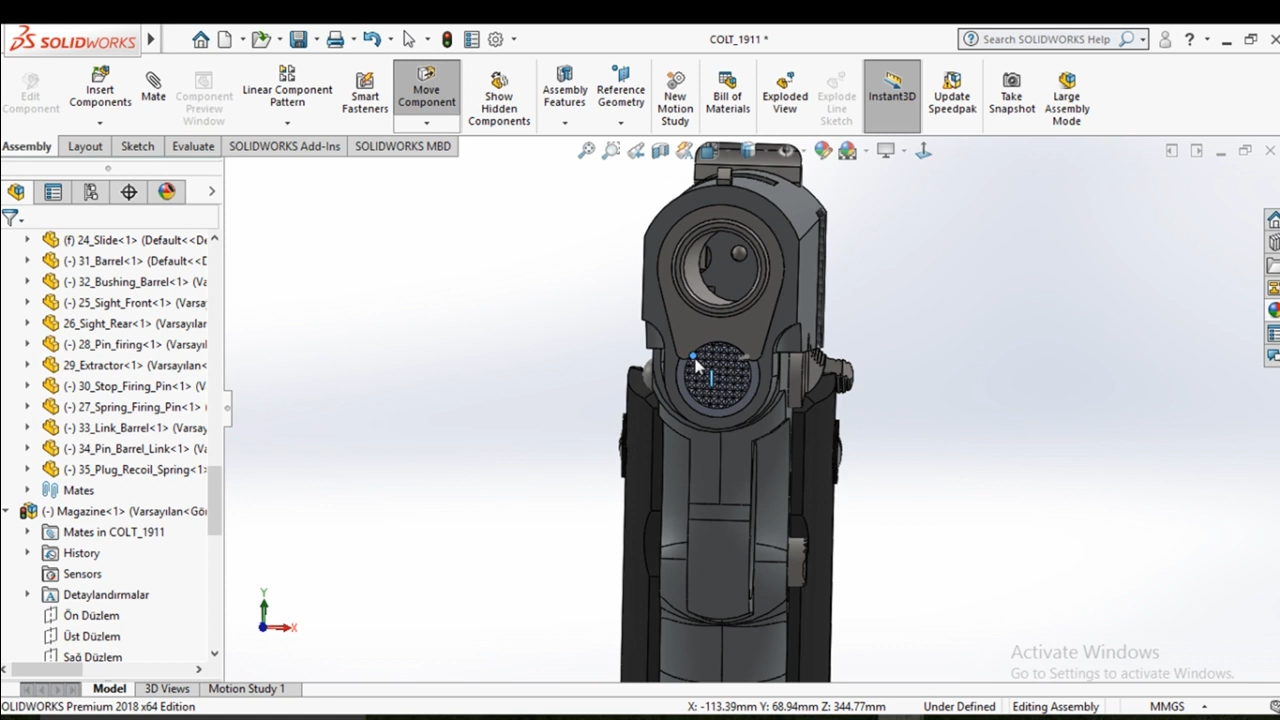 SOLIDWORKS
COLT_1911 *
Search SOLIDWORKS Help
Edit Component
Insert Components
Mate
Component Preview Window
Linear Component Pattern
Smart Fasteners
Move Component
Show Hidden Components
Assembly Features
Reference Geometry
New Motion Study
Bill of Materials
Exploded View
Explode Line Sketch
Instant3D
Update Speedpak
Take Snapshot
Large Assembly Mode
Assembly
Layout
Sketch
Evaluate
SOLIDWORKS Add-Ins
SOLIDWORKS MBD
(f) 24_Slide<1> (Default<<De
(-) 31_Barrel<1> (Default<<D
(-) 32_Bushing_Barrel<1> (Va
(-) 25_Sight_Front<1> (Varsa
26_Sight_Rear<1> (Varsayılar
(-) 28_Pin_firing<1> (Varsayıl
29_Extractor<1> (Varsayılan<
(-) 30_Stop_Firing_Pin<1> (V
(-) 27_Spring_Firing_Pin<1> (
(-) 33_Link_Barrel<1> (Varsay
(-) 34_Pin_Barrel_Link<1> (Va
(-) 35_Plug_Recoil_Spring<1>
Mates
(-) Magazine<1> (Varsayılan<Gör
Mates in COLT_1911
History
Sensors
Detaylandırmalar
Ön Düzlem
Üst Düzlem
Sağ Düzlem
Y
X
Activate Windows
Go to Settings to activate Windows.
Model
3D Views
Motion Study 1
SOLIDWORKS Premium 2018 x64 Edition
X: -113.39mm Y: 68.94mm Z: 344.77mm
Under Defined
Editing Assembly
MMGS